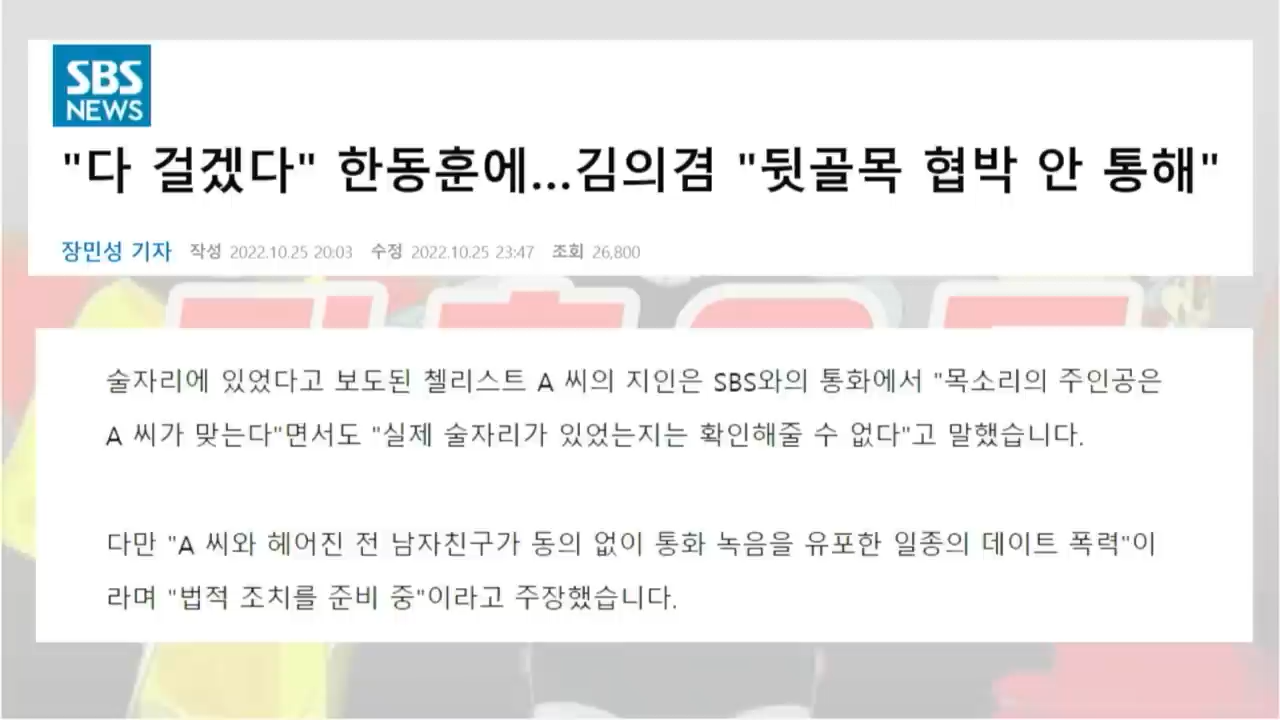 SBS
NEWS
"다 걸겠다" 한동훈에...김의겸 "뒷골목 협박 안 통해"
장민성 기자 작성 2022.10.25 20:03 수정 2022.10.25 23:47 조회 26,800
술자리에 있었다고 보도된 첼리스트 A 씨의 지인은 SBS와의 통화에서 "목소리의 주인공은
A 씨가 맞는다"면서도 "실제 술자리가 있었는지는 확인해줄 수 없다"고 말했습니다.
다만 "A 씨와 헤어진 전 남자친구가 동의 없이 통화 녹음을 유포한 일종의 데이트 폭력"이
라며 "법적 조치를 준비 중"이라고 주장했습니다.